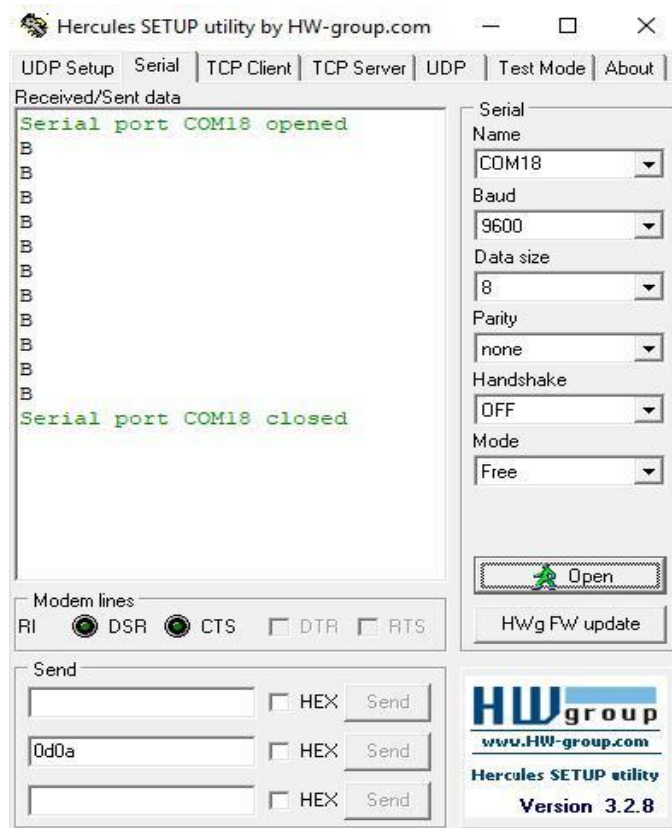 Hercules SETUP utility by HW-group.com
UDP Setup Serial TCP Client TCP Server UDP Test Mode About
Received/Sent data
Serial port COM18 opened
B
B
B
B
B
B
B
B
B
B
B
Serial port COM18 closed
Serial
Name
COM18
Baud
9600
Data size
8
Parity
none
Handshake
OFF
Mode
Free
Open
HWg FW update
Modem lines
RI DSR CTS DTR RTS
Send
HEX Send
0d0a HEX Send
HEX Send
HW group
www.HW-group.com
Hercules SETUP utility
Version 3.2.8